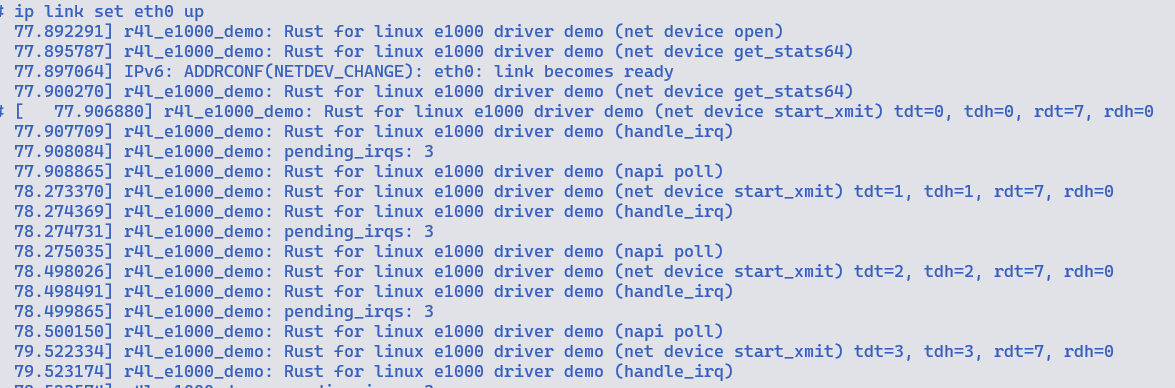 # ip link set eth0 up
77.892291] r4l_e1000_demo: Rust for linux e1000 driver demo (net device open)
77.895787] r4l_e1000_demo: Rust for linux e1000 driver demo (net device get_stats64)
77.897064] IPv6: ADDRCONF(NETDEV_CHANGE): eth0: link becomes ready
77.900270] r4l_e1000_demo: Rust for linux e1000 driver demo (net device get_stats64)
# [   77.906880] r4l_e1000_demo: Rust for linux e1000 driver demo (net device start_xmit) tdt=0, tdh=0, rdt=7, rdh=0
77.907709] r4l_e1000_demo: Rust for linux e1000 driver demo (handle_irq)
77.908084] r4l_e1000_demo: pending_irqs: 3
77.908865] r4l_e1000_demo: Rust for linux e1000 driver demo (napi poll)
78.273370] r4l_e1000_demo: Rust for linux e1000 driver demo (net device start_xmit) tdt=1, tdh=1, rdt=7, rdh=0
78.274369] r4l_e1000_demo: Rust for linux e1000 driver demo (handle_irq)
78.274731] r4l_e1000_demo: pending_irqs: 3
78.275035] r4l_e1000_demo: Rust for linux e1000 driver demo (napi poll)
78.498026] r4l_e1000_demo: Rust for linux e1000 driver demo (net device start_xmit) tdt=2, tdh=2, rdt=7, rdh=0
78.498491] r4l_e1000_demo: Rust for linux e1000 driver demo (handle_irq)
78.499865] r4l_e1000_demo: pending_irqs: 3
78.500150] r4l_e1000_demo: Rust for linux e1000 driver demo (napi poll)
79.522334] r4l_e1000_demo: Rust for linux e1000 driver demo (net device start_xmit) tdt=3, tdh=3, rdt=7, rdh=0
79.523174] r4l_e1000_demo: Rust for linux e1000 driver demo (handle_irq)